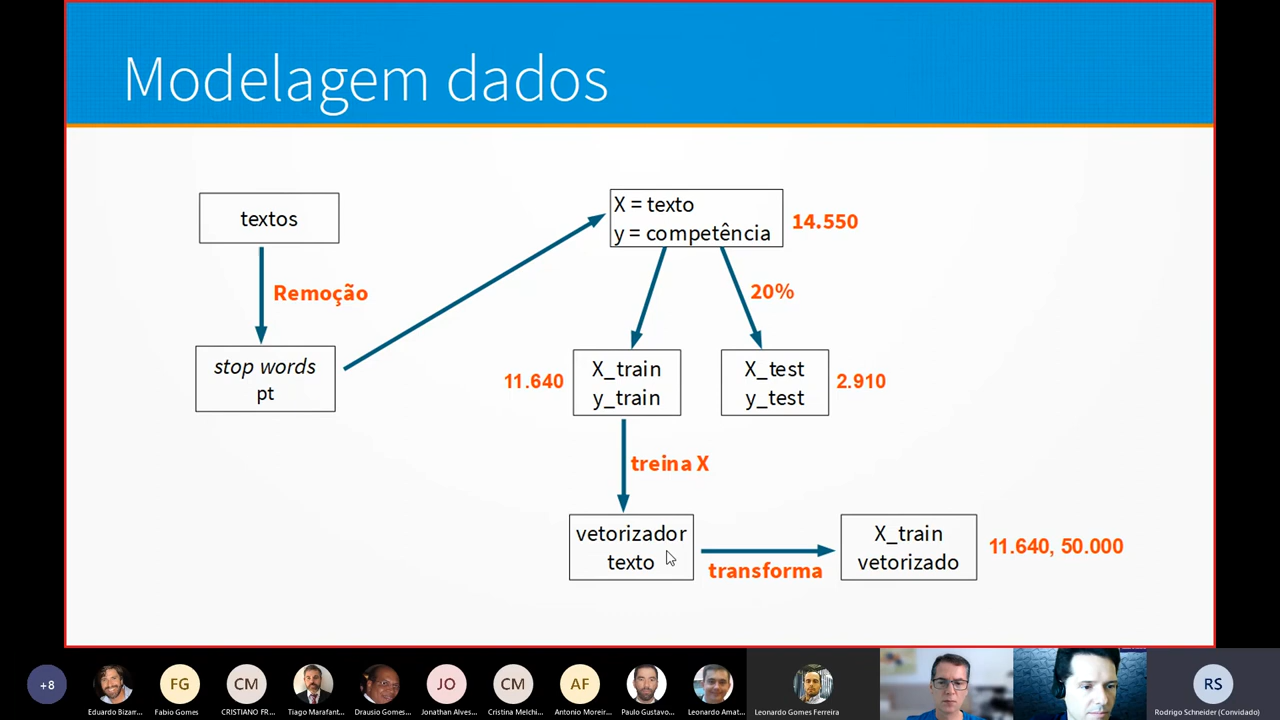 Modelagem dados
textos
Remoção
stop words
pt
X = texto
y = competência
14.550
20%
11.640
X_train
y_train
X_test
y_test
2.910
treina X
vetorizador
texto
transforma
X_train
vetorizado
11.640, 50.000
+8
Eduardo Bizarr...
FG
Fabio Gomes
CM
CRISTIANO FR...
Tiago Marafant...
Drausio Gomes...
JO
Jonathan Alves...
CM
Cristina Melchi...
AF
Antonio Moreir...
Paulo Gustavo...
Leonardo Amat...
Leonardo Gomes Ferreira
RS
Rodrigo Schneider (Convidado)